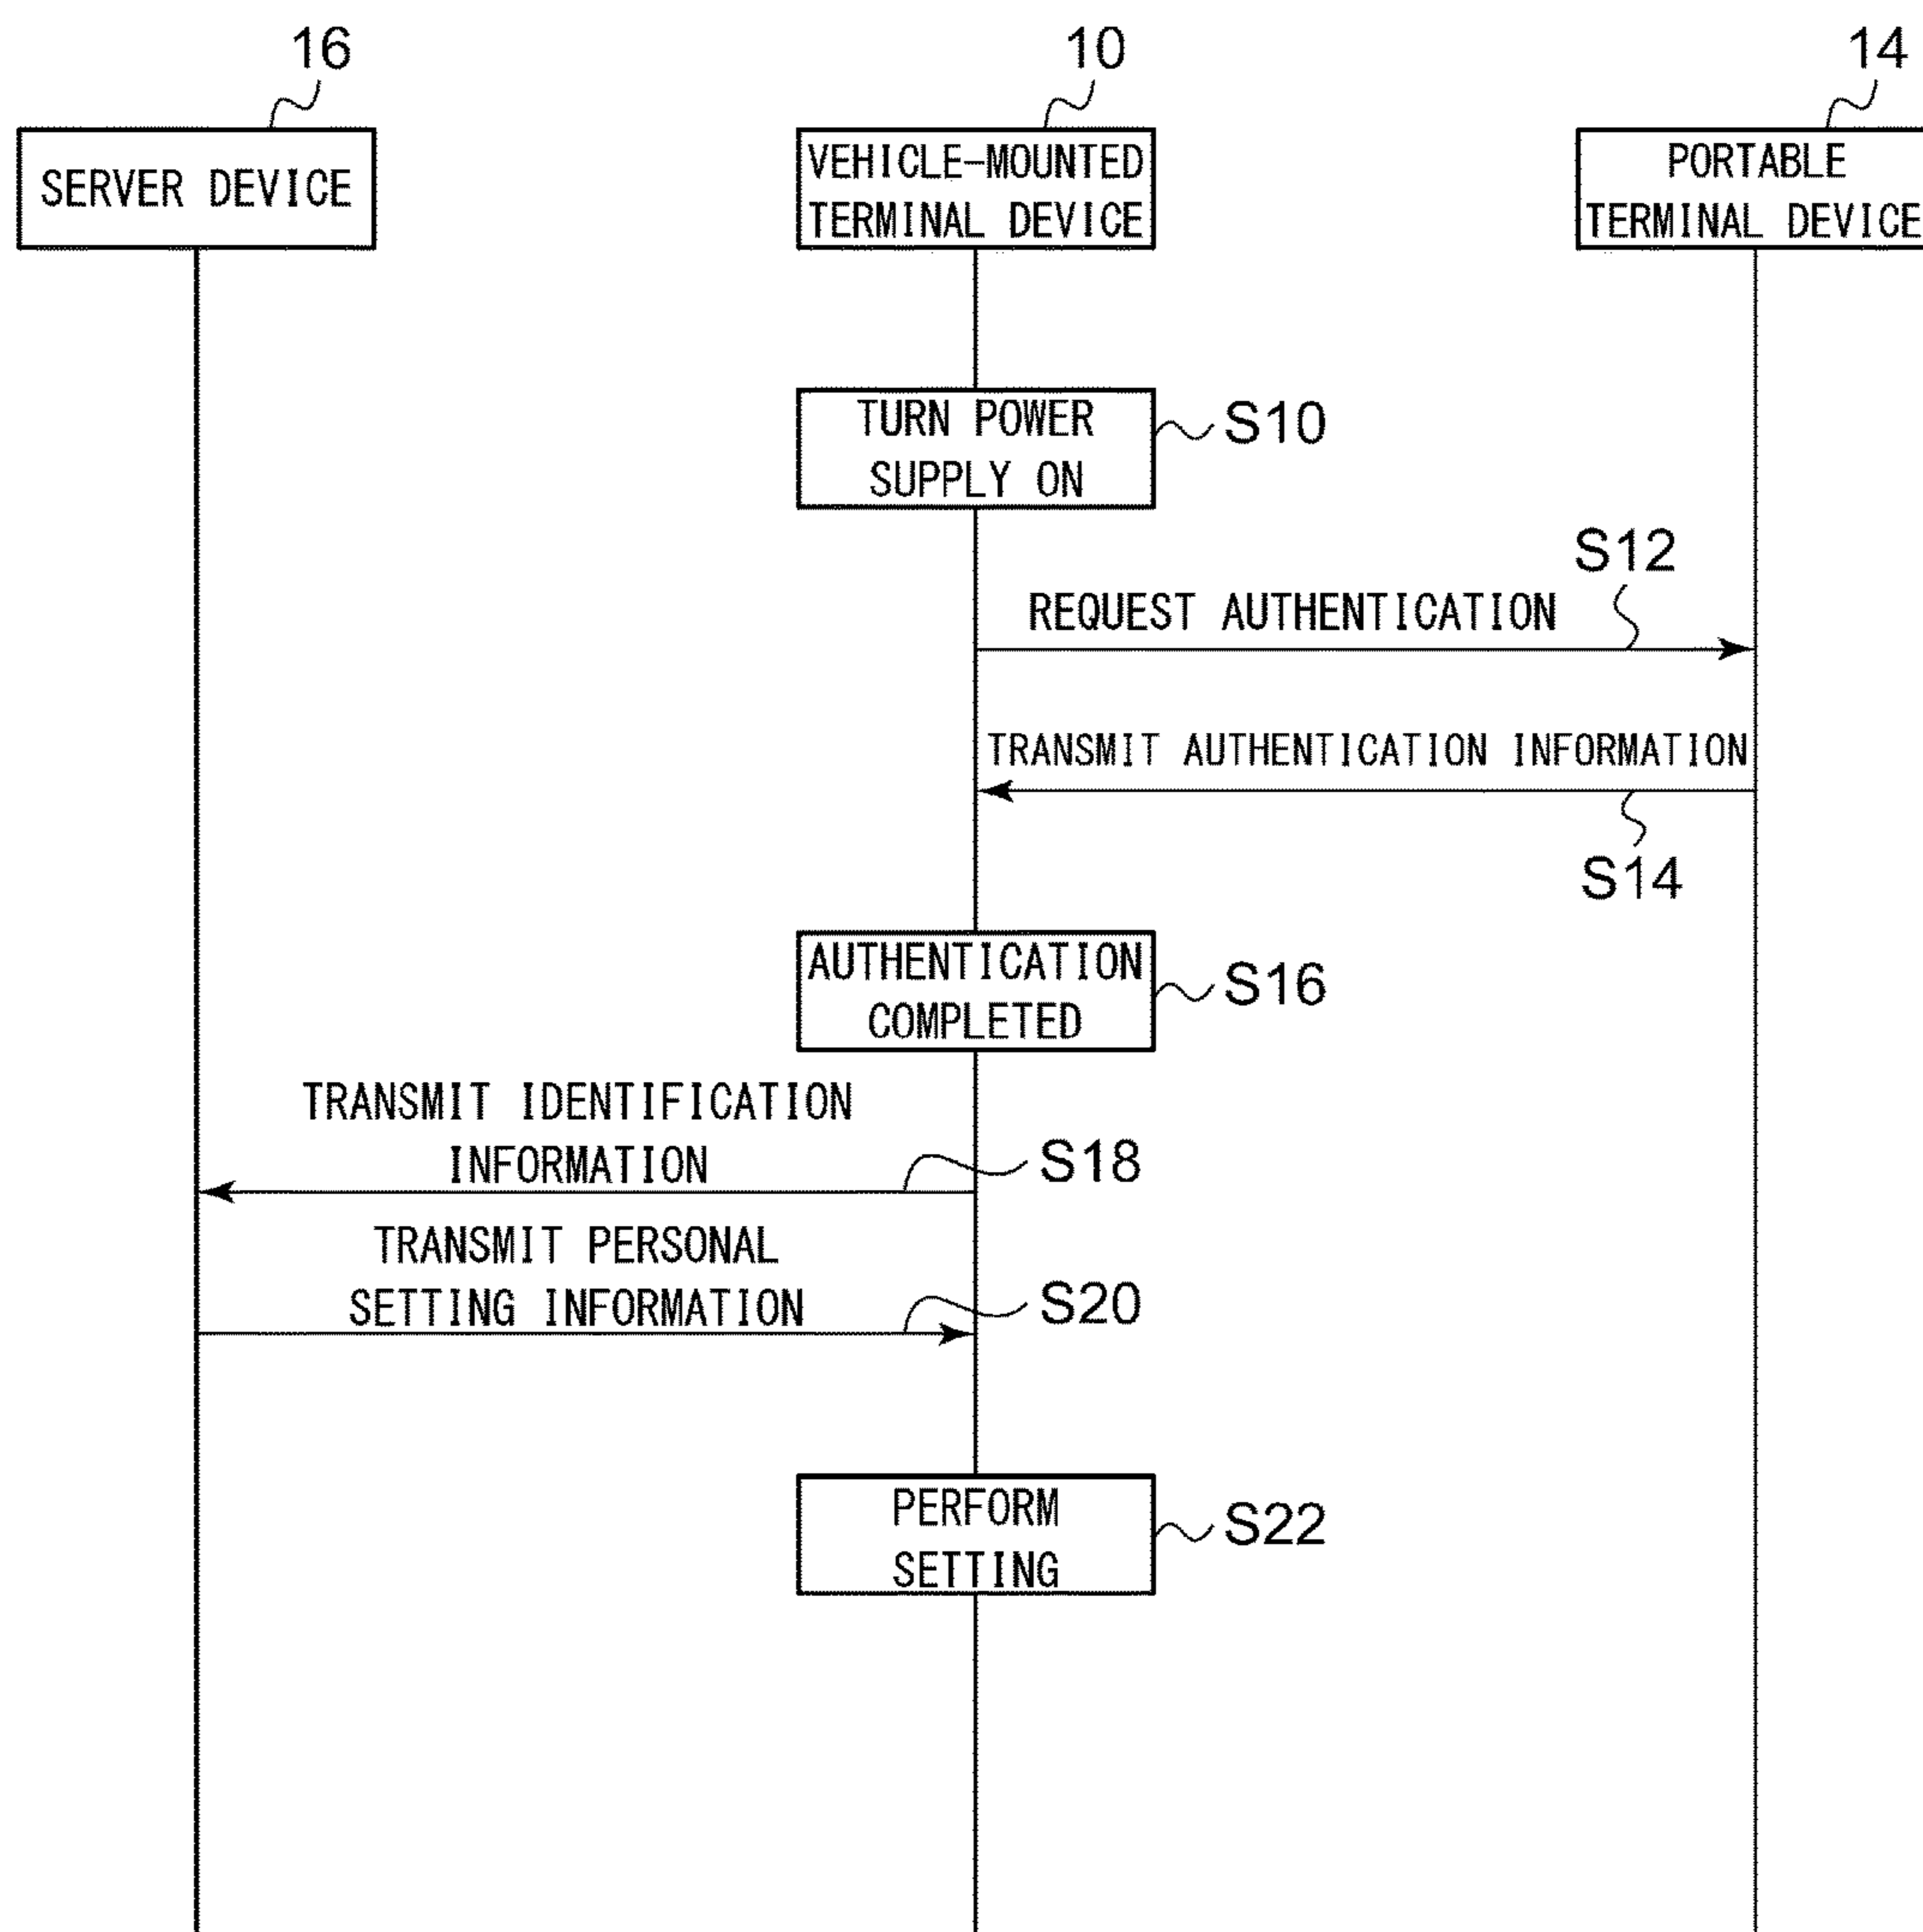 16
10
14
SERVER DEVICE
VEHICLE-MOUNTED
TERMINAL DEVICE
PORTABLE
TERMINAL DEVICE
TURN POWER
SUPPLY ON
S10
S12
REQUEST AUTHENTICATION
TRANSMIT AUTHENTICATION INFORMATION
S14
AUTHENTICATION
COMPLETED
S16
TRANSMIT IDENTIFICATION
INFORMATION
S18
TRANSMIT PERSONAL
SETTING INFORMATION
S20
PERFORM
SETTING
S22